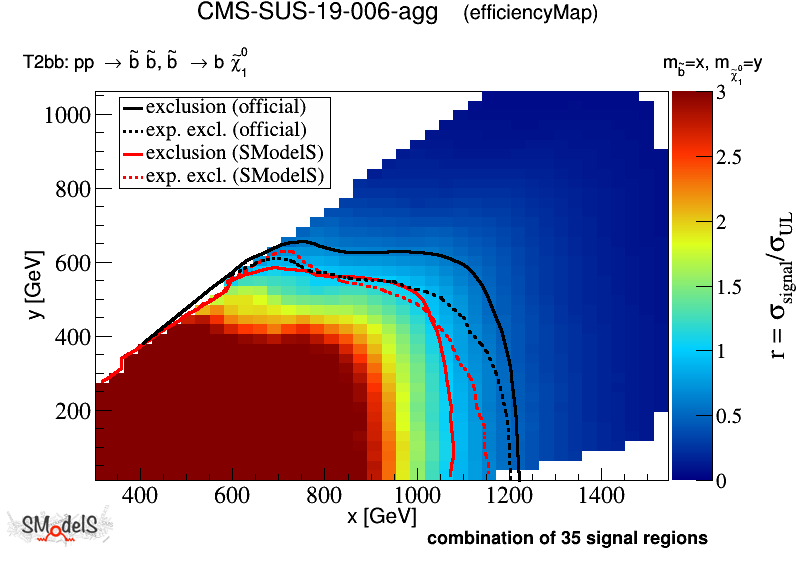 CMS-SUS-19-006-agg (efficiencyMap)
T2bb: pp → b̃ b̃, b̃ → b χ̃₁⁰
m_b̃=x, m_χ̃₁⁰=y
exclusion (official)
exp. excl. (official)
exclusion (SModelS)
exp. excl. (SModelS)
1000
800
600
400
200
y [GeV]
400 600 800 1000 1200 1400
x [GeV]
3
2.5
2
1.5
1
0.5
0
r = σ_signal/σ_UL
SModelS
combination of 35 signal regions